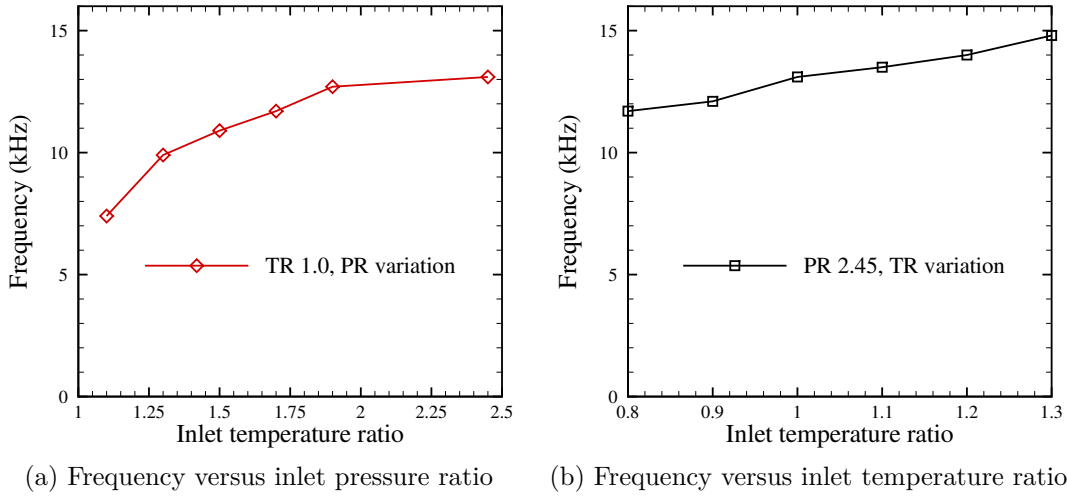 15
10
5
0
Frequency (kHz)
TR 1.0, PR variation
1 1.25 1.5 1.75 2 2.25 2.5
Inlet temperature ratio
(a) Frequency versus inlet pressure ratio
15
10
5
0
Frequency (kHz)
PR 2.45, TR variation
0.8 0.9 1 1.1 1.2 1.3
Inlet temperature ratio
(b) Frequency versus inlet temperature ratio